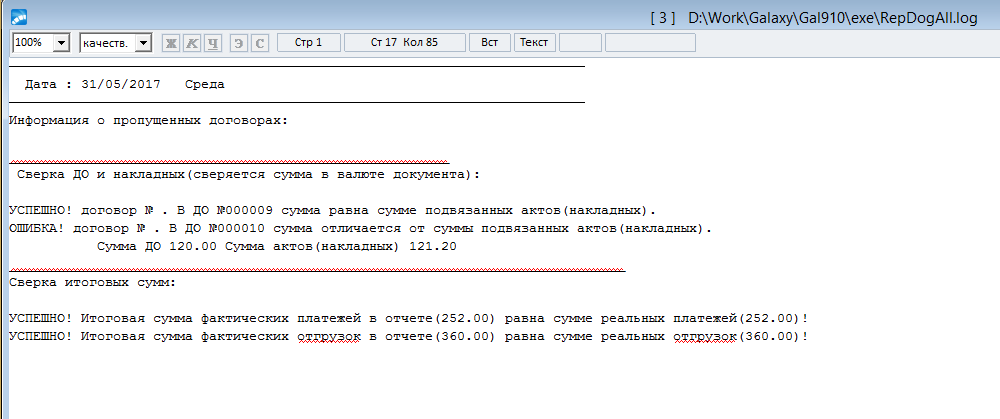 [ 3 ] D:\Work\Galaxy\Gal910\exe\RepDogAll.log
100% качеств. Ж К Ч Э С Стр 1 Ст 17 Кол 85 Вст Текст
Дата : 31/05/2017 Среда
Информация о пропущенных договорах:
Сверка ДО и накладных(сверяется сумма в валюте документа):
УСПЕШНО! договор № . В ДО №000009 сумма равна сумме подвязанных актов(накладных).
ОШИБКА! договор № . В ДО №000010 сумма отличается от суммы подвязанных актов(накладных).
Сумма ДО 120.00 Сумма актов(накладных) 121.20
Сверка итоговых сумм:
УСПЕШНО! Итоговая сумма фактических платежей в отчете(252.00) равна сумме реальных платежей(252.00)!
УСПЕШНО! Итоговая сумма фактических отгрузок в отчете(360.00) равна сумме реальных отгрузок(360.00)!